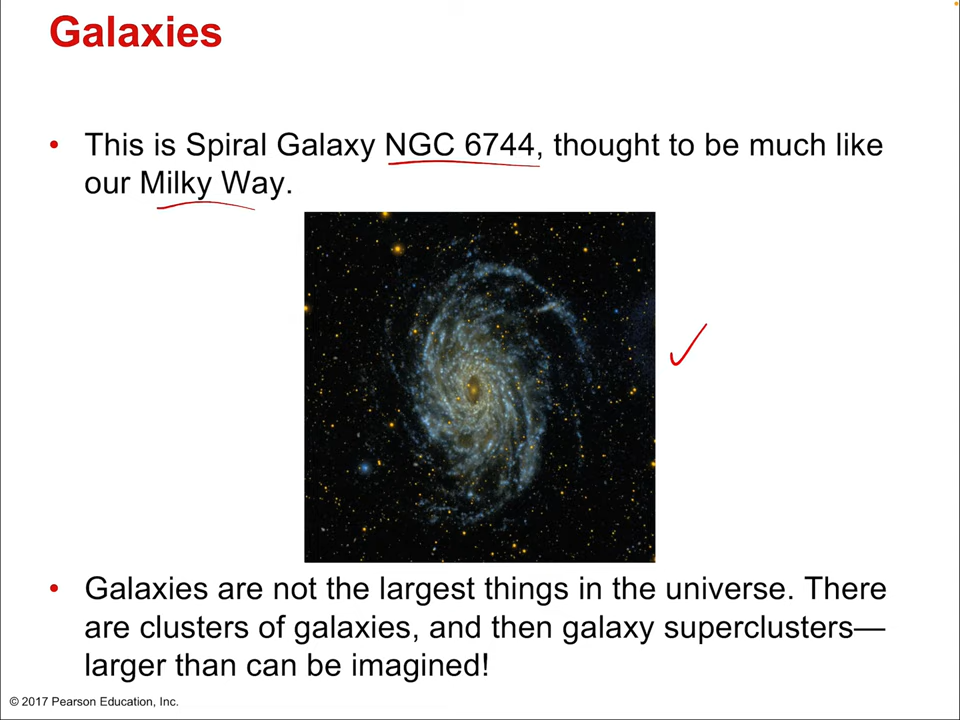 Galaxies
• This is Spiral Galaxy NGC 6744, thought to be much like
our Milky Way.
• Galaxies are not the largest things in the universe. There
are clusters of galaxies, and then galaxy superclusters—
larger than can be imagined!
© 2017 Pearson Education, Inc.